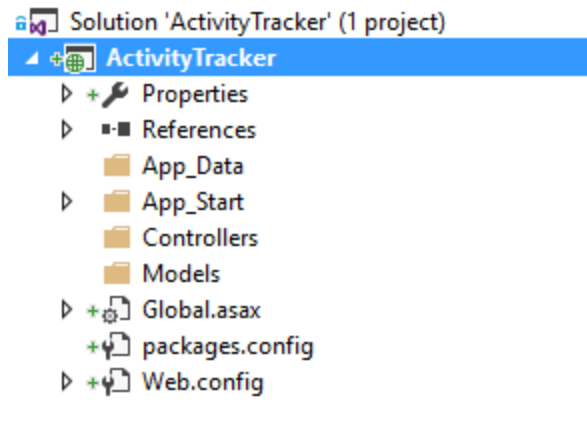 Solution 'ActivityTracker' (1 project)
ActivityTracker
Properties
References
App_Data
App_Start
Controllers
Models
Global.asax
packages.config
Web.config